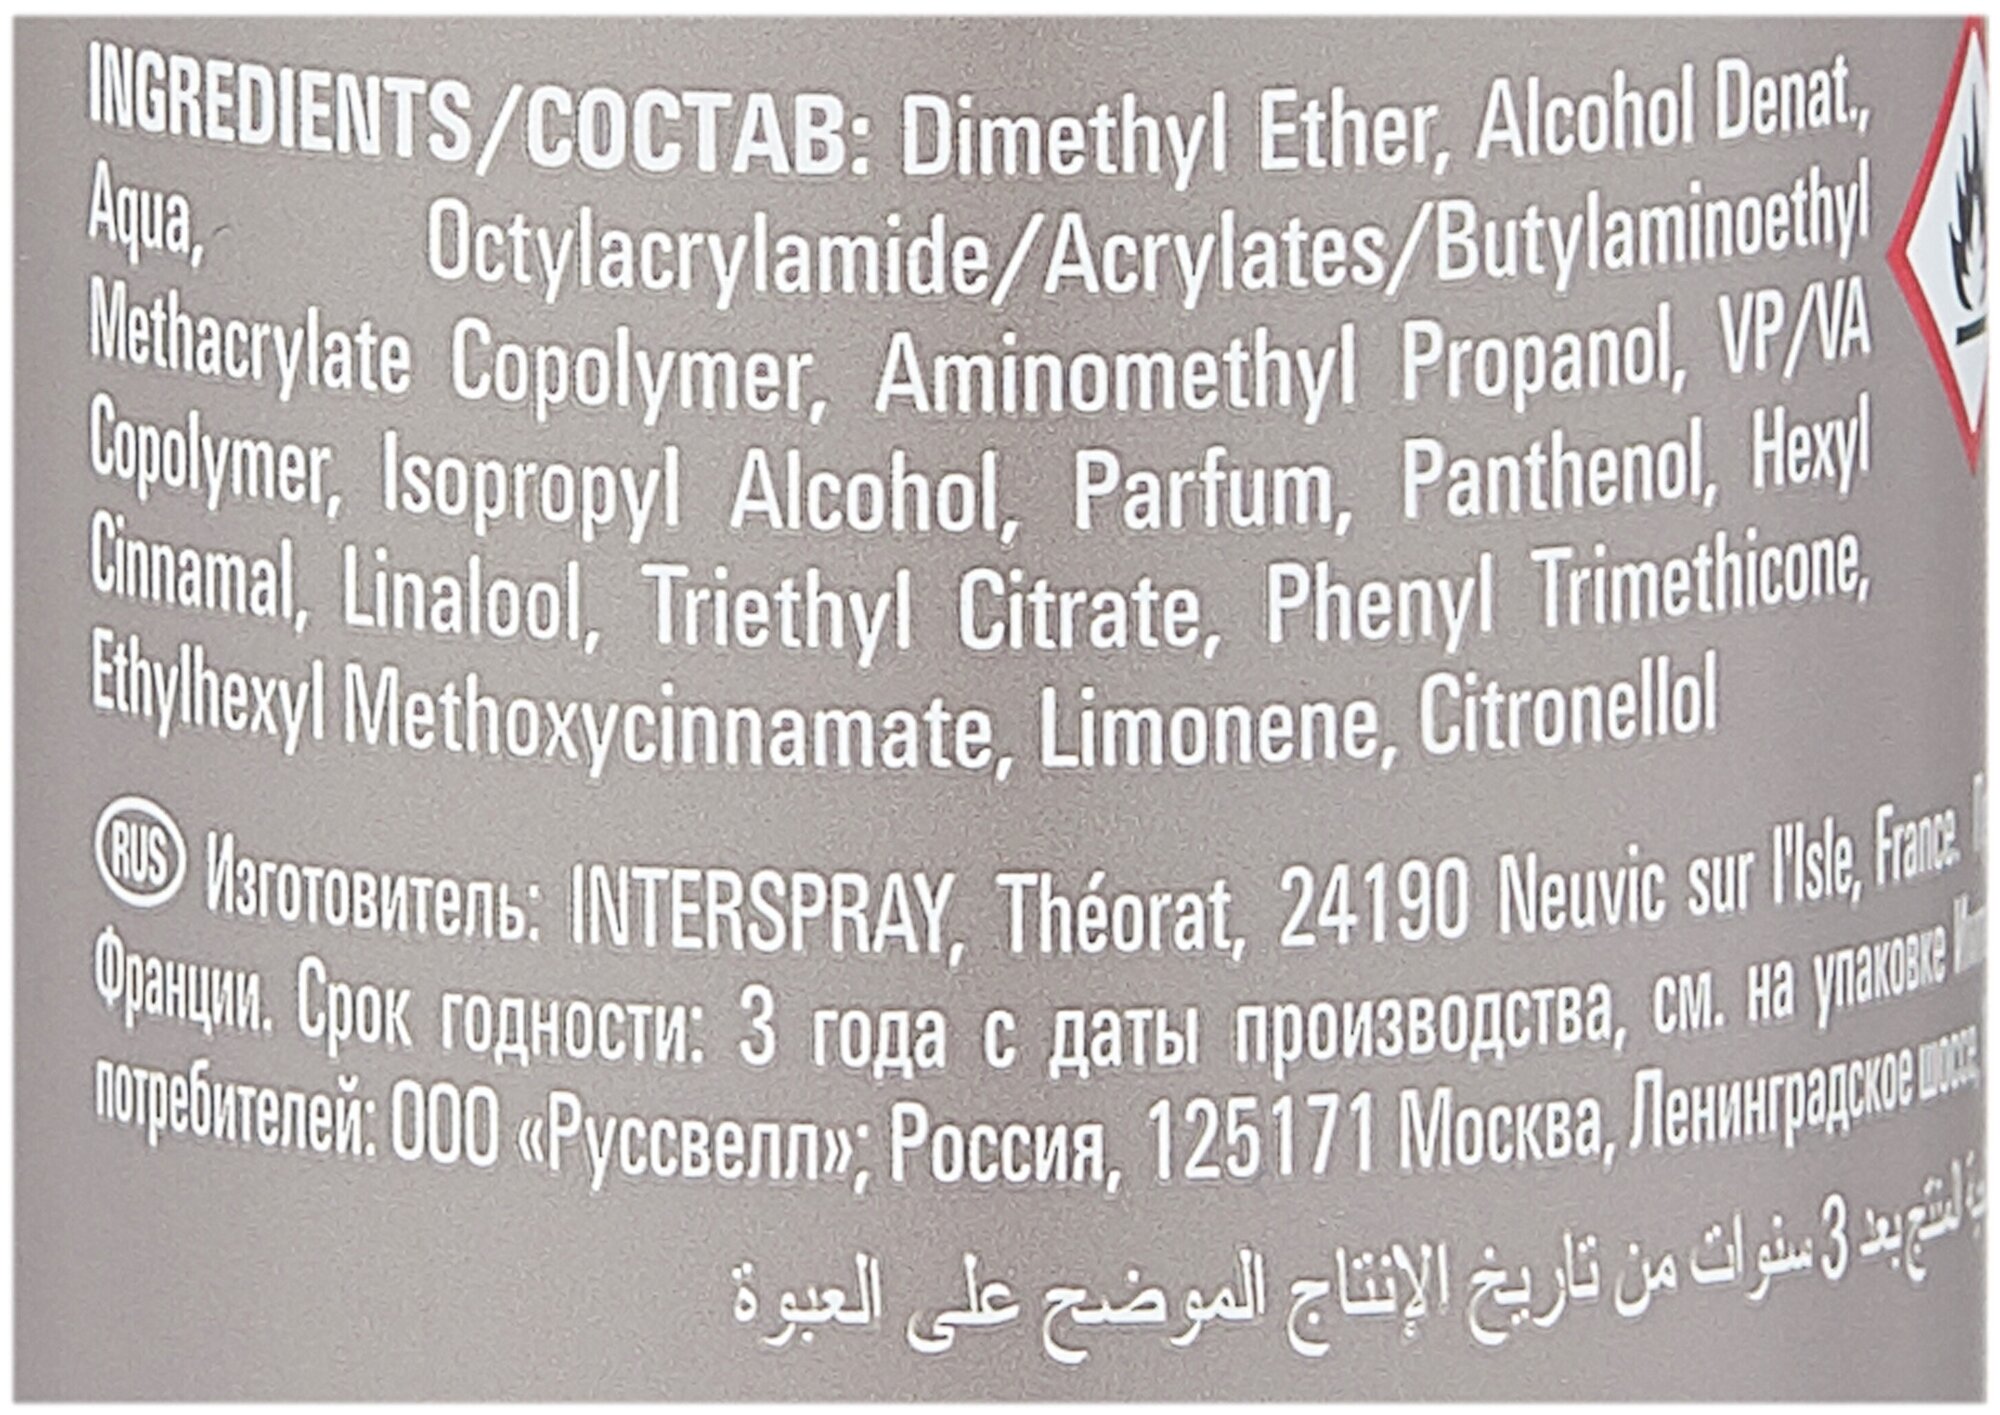 INGREDIENTS/СОСТАВ: Dimethyl Ether, Alcohol Denat.,
Aqua, Octylacrylamide/Acrylates/Butylaminoethyl
Methacrylate Copolymer, Aminomethyl Propanol, VP/VA
Copolymer, Isopropyl Alcohol, Parfum, Panthenol, Hexyl
Cinnamal, Linalool, Triethyl Citrate, Phenyl Trimethicone,
Ethylhexyl Methoxycinnamate, Limonene, Citronellol
RUS Изготовитель: INTERSPRAY, Théorat, 24190 Neuvic sur l'Isle, France.
Франции. Срок годности: 3 года с даты производства, см. на упаковке
потребителей: ООО «Руссвелл»; Россия, 125171 Москва, Ленинградское шоссе,
لمنتج بعد 3 سنوات من تاريخ الإنتاج الموضح على العبوة